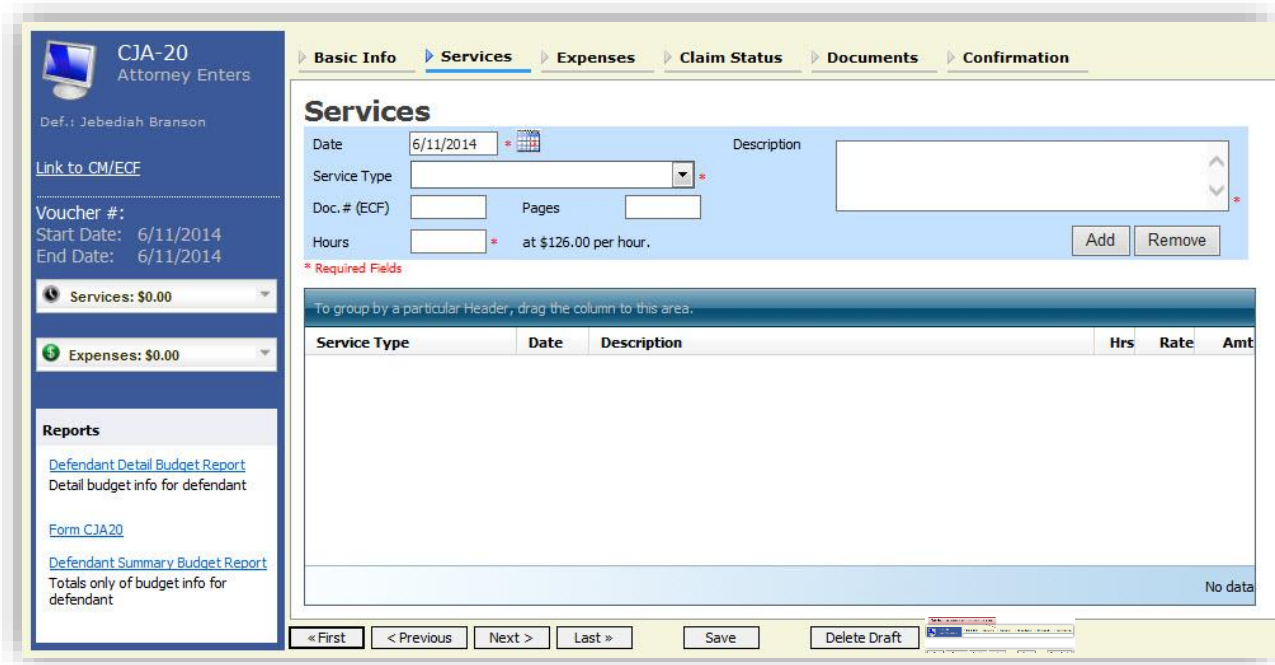 CJA-20
Attorney Enters
Def.: Jebediah Branson
Link to CM/ECF
Voucher #:
Start Date: 6/11/2014
End Date: 6/11/2014
Services: $0.00
Expenses: $0.00
Reports
Defendant Detail Budget Report
Detail budget info for defendant
Form CJA20
Defendant Summary Budget Report
Totals only of budget info for
defendant
Basic Info Services Expenses Claim Status Documents Confirmation
Services
Date 6/11/2014 * Description
Service Type *
Doc.# (ECF) Pages *
Hours * at $126.00 per hour. Add Remove
* Required Fields
To group by a particular Header, drag the column to this area.
Service Type Date Description Hrs Rate Amt
No data
« First < Previous Next > Last » Save Delete Draft